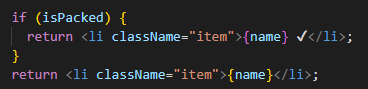 if (isPacked) {
  return <li className="item">{name} ✔</li>;
}
return <li className="item">{name}</li>;